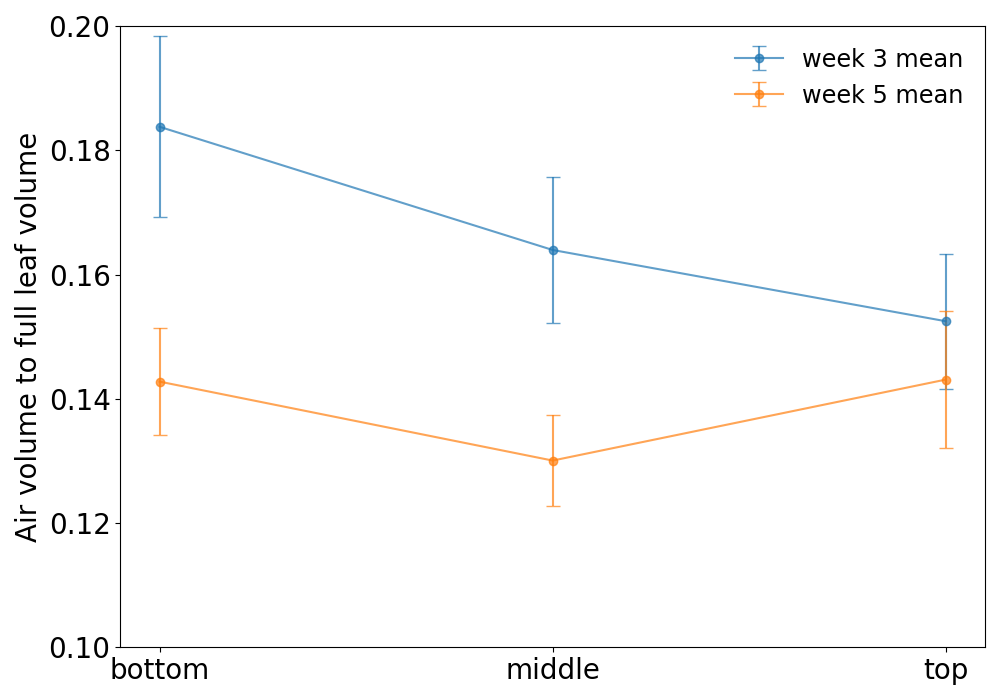 Air volume to full leaf volume
0.20
0.18
0.16
0.14
0.12
0.10
week 3 mean
week 5 mean
bottom
middle
top